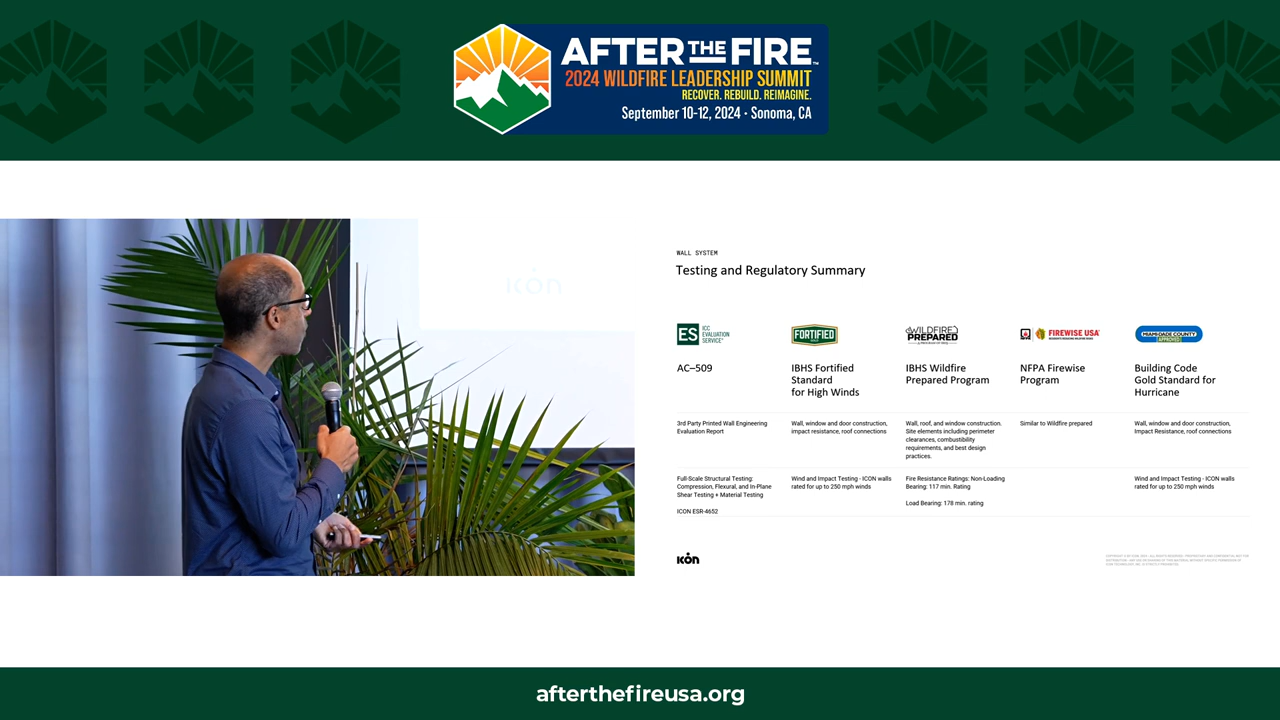 AFTER THE FIRE™
2024 WILDFIRE LEADERSHIP SUMMIT
RECOVER. REBUILD. REIMAGINE.
September 10-12, 2024 · Sonoma, CA
ICON
WALL SYSTEM
Testing and Regulatory Summary
ES ICC
EVALUATION
SERVICE
FORTIFIED
WILDFIRE
PREPARED
FIREWISE USA
MIAMI-DADE COUNTY
APPROVED
AC–509
IBHS Fortified
Standard
for High Winds
IBHS Wildfire
Prepared Program
NFPA Firewise
Program
Building Code
Gold Standard for
Hurricane
3rd Party Printed Wall Engineering
Evaluation Report
Wall, window and door construction,
impact resistance, roof connections
Wall, roof, and window construction.
Site elements including perimeter
clearances, combustibility
requirements, and best design
practices.
Similar to Wildfire prepared
Wall, window and door construction,
Impact Resistance, roof connections
Full-Scale Structural Testing:
Compression, Flexural, and In-Plane
Shear Testing + Material Testing
ICON ESR-4652
Wind and Impact Testing - ICON walls
rated for up to 250 mph winds
Fire Resistance Ratings: Non-Loading
Bearing: 117 min. Rating
Load Bearing: 178 min. rating
Wind and Impact Testing - ICON walls
rated for up to 250 mph winds
ICON
afterthefireusa.org